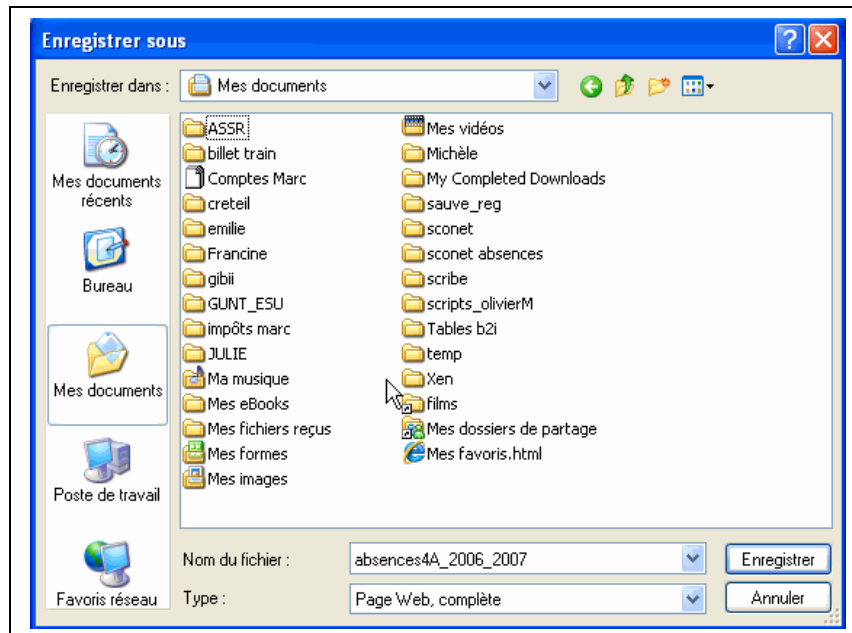 Enregistrer sous
Enregistrer dans :
Mes documents
Mes documents
récents
Bureau
Mes documents
Poste de travail
Favoris réseau
ASSR
billet train
Comptes Marc
creteil
emilie
Francine
gibii
GUNT_ESU
impôts marc
JULIE
Ma musique
Mes eBooks
Mes fichiers reçus
Mes formes
Mes images
Mes vidéos
Michèle
My Completed Downloads
sauve_reg
sconet
sconet absences
scribe
scripts_olivierM
Tables b2i
temp
Xen
films
Mes dossiers de partage
Mes favoris.html
Nom du fichier :
absences4A_2006_2007
Enregistrer
Type :
Page Web, complète
Annuler